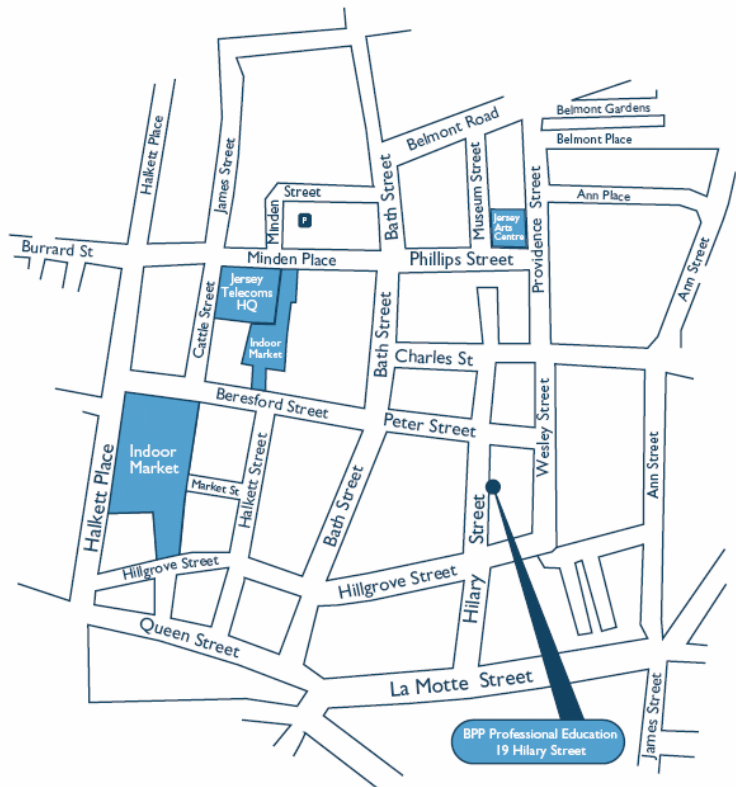 Belmont Gardens
Belmont Road
Belmont Place
Halkett Place
James Street
Street
Minden
P
Bath Street
Museum Street
Jersey
Arts
Centre
Providence Street
Ann Place
Ann Street
Burrard St
Minden Place
Phillips Street
Jersey
Telecoms
HQ
Cattle Street
Indoor
Market
Bath Street
Charles St
Beresford Street
Peter Street
Wesley Street
Ann Street
Indoor
Market
Halkett Place
Market St
Halkett Street
Bath Street
Street
Hilary
Hillgrove Street
Hillgrove Street
Queen Street
La Motte Street
James Street
BPP Professional Education
19 Hilary Street